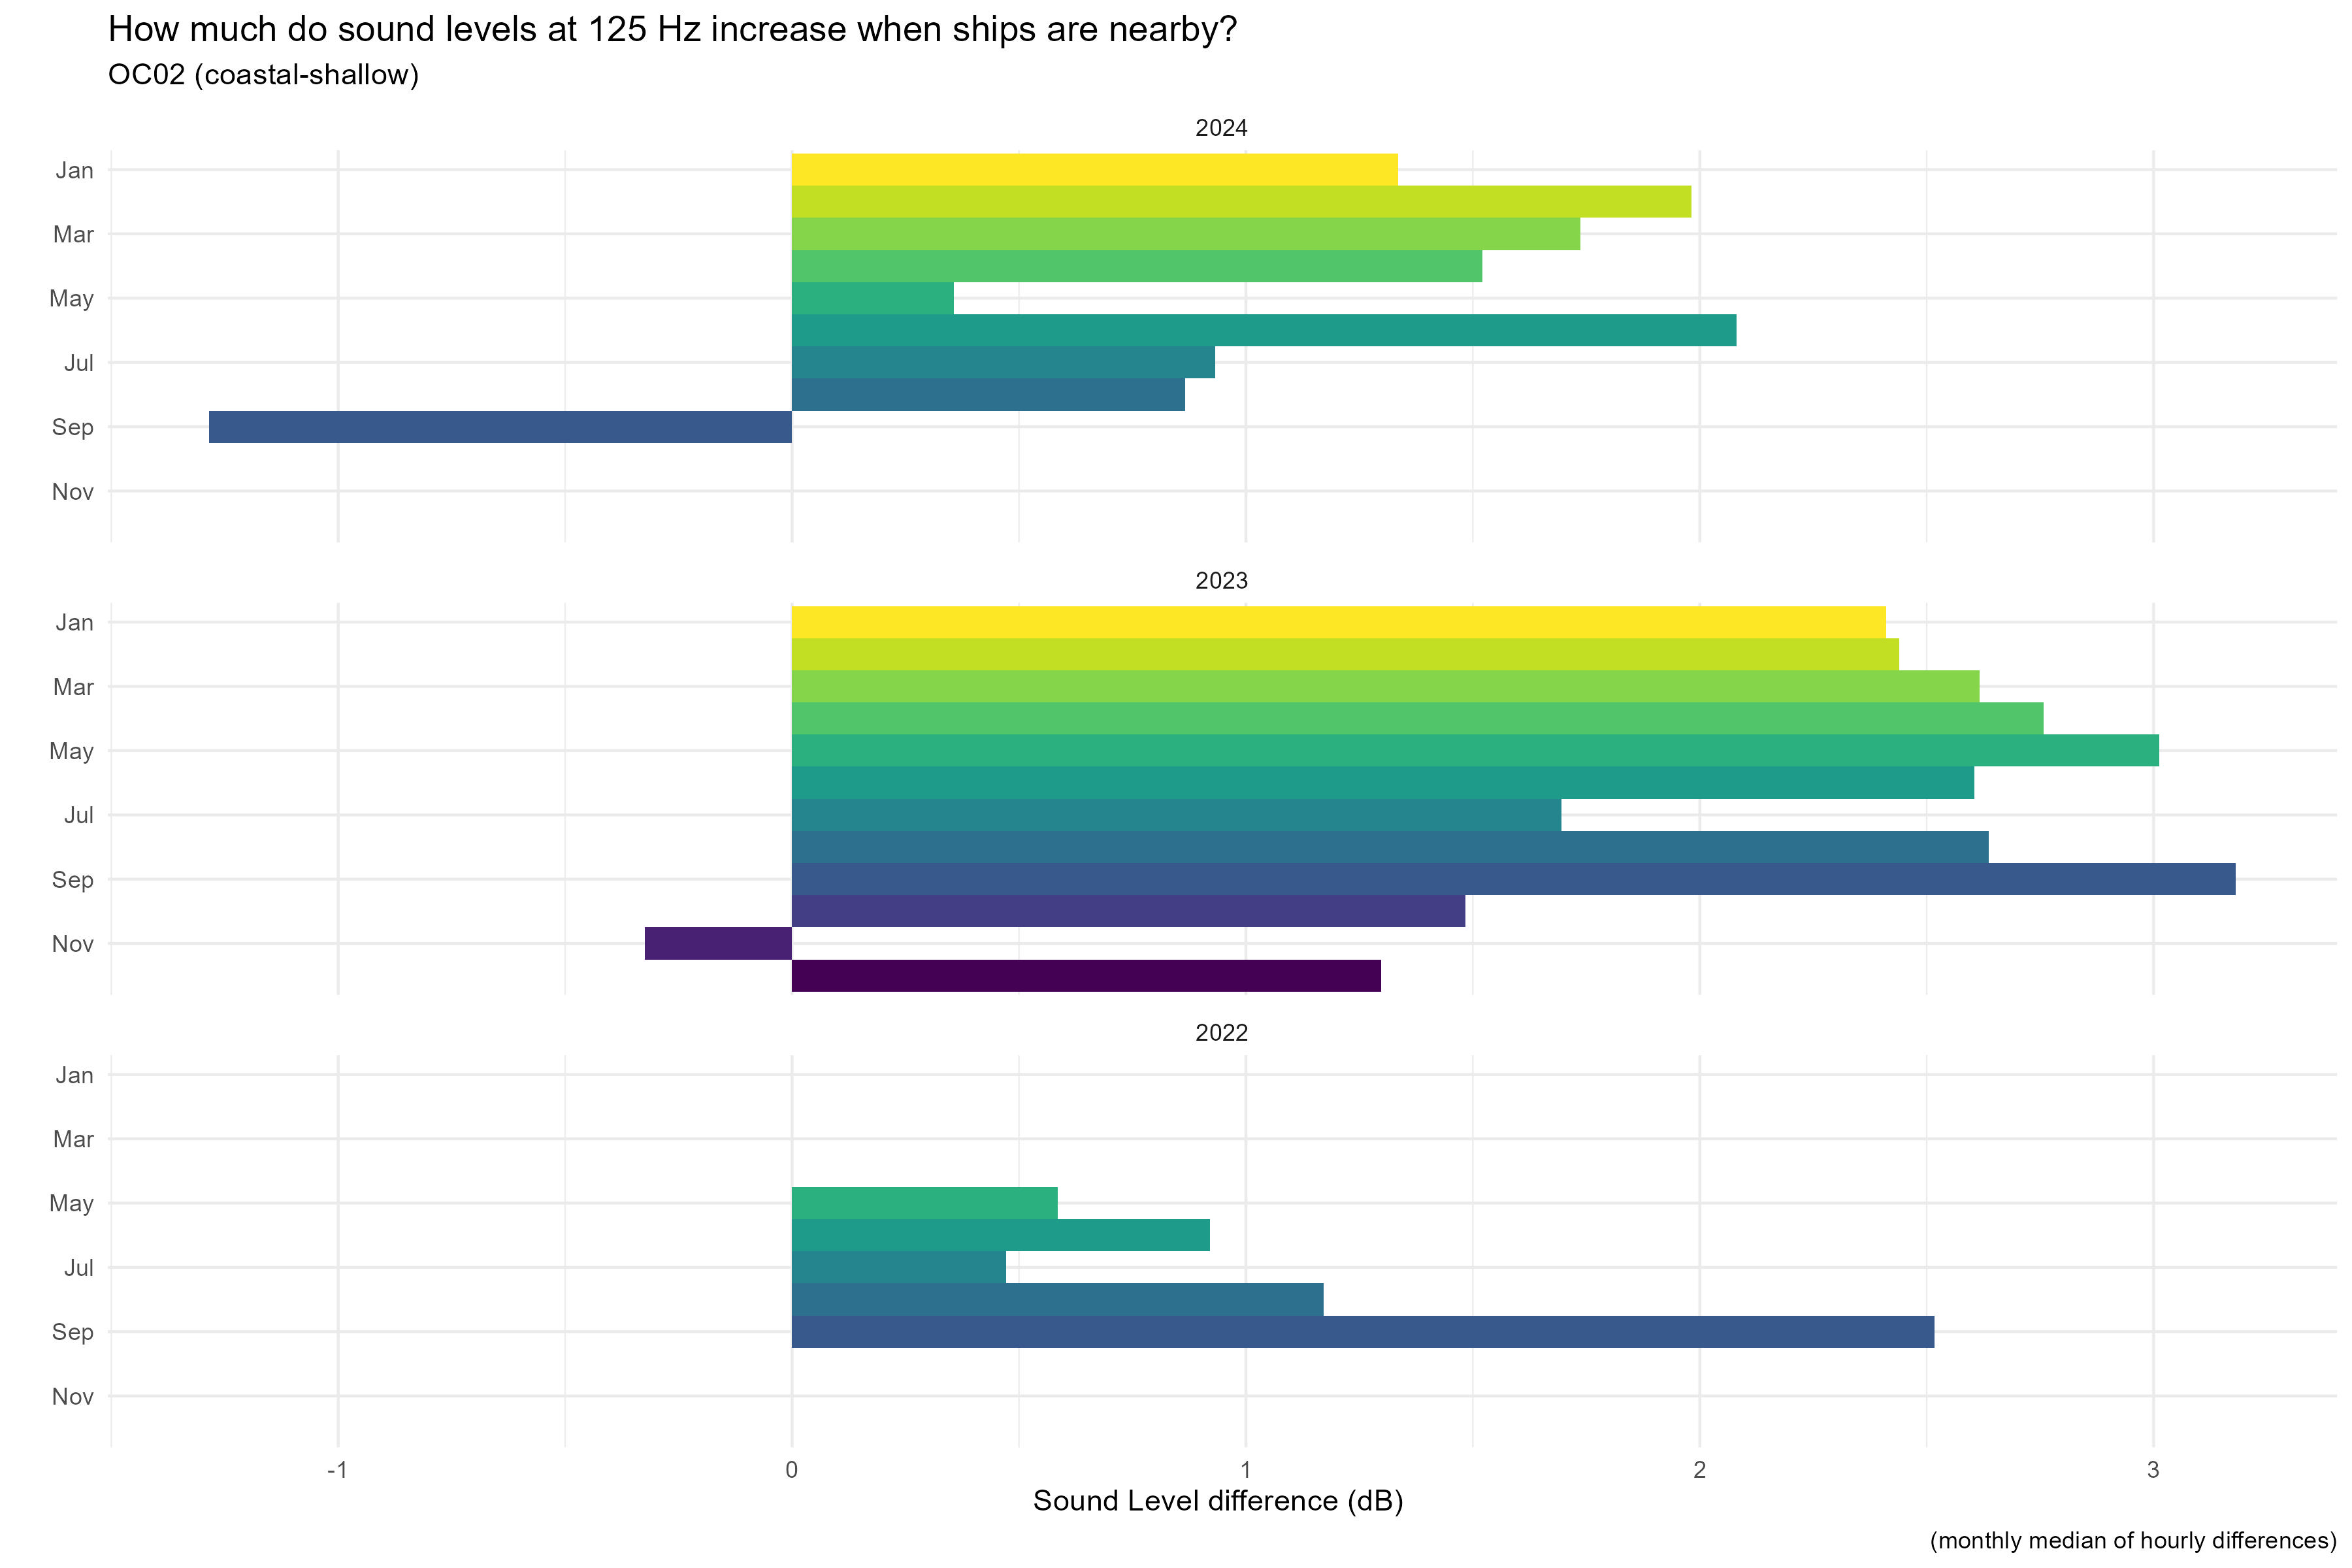 How much do sound levels at 125 Hz increase when ships are nearby?
OC02 (coastal-shallow)
2024
Jan
Mar
May
Jul
Sep
Nov
2023
Jan
Mar
May
Jul
Sep
Nov
2022
Jan
Mar
May
Jul
Sep
Nov
-1 0 1 2 3
Sound Level difference (dB)
(monthly median of hourly differences)